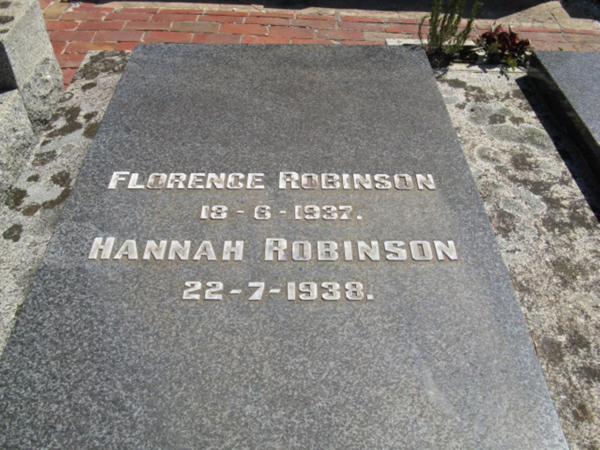 FLORENCE ROBINSON
18-6-1937.
HANNAH ROBINSON
22-7-1938.